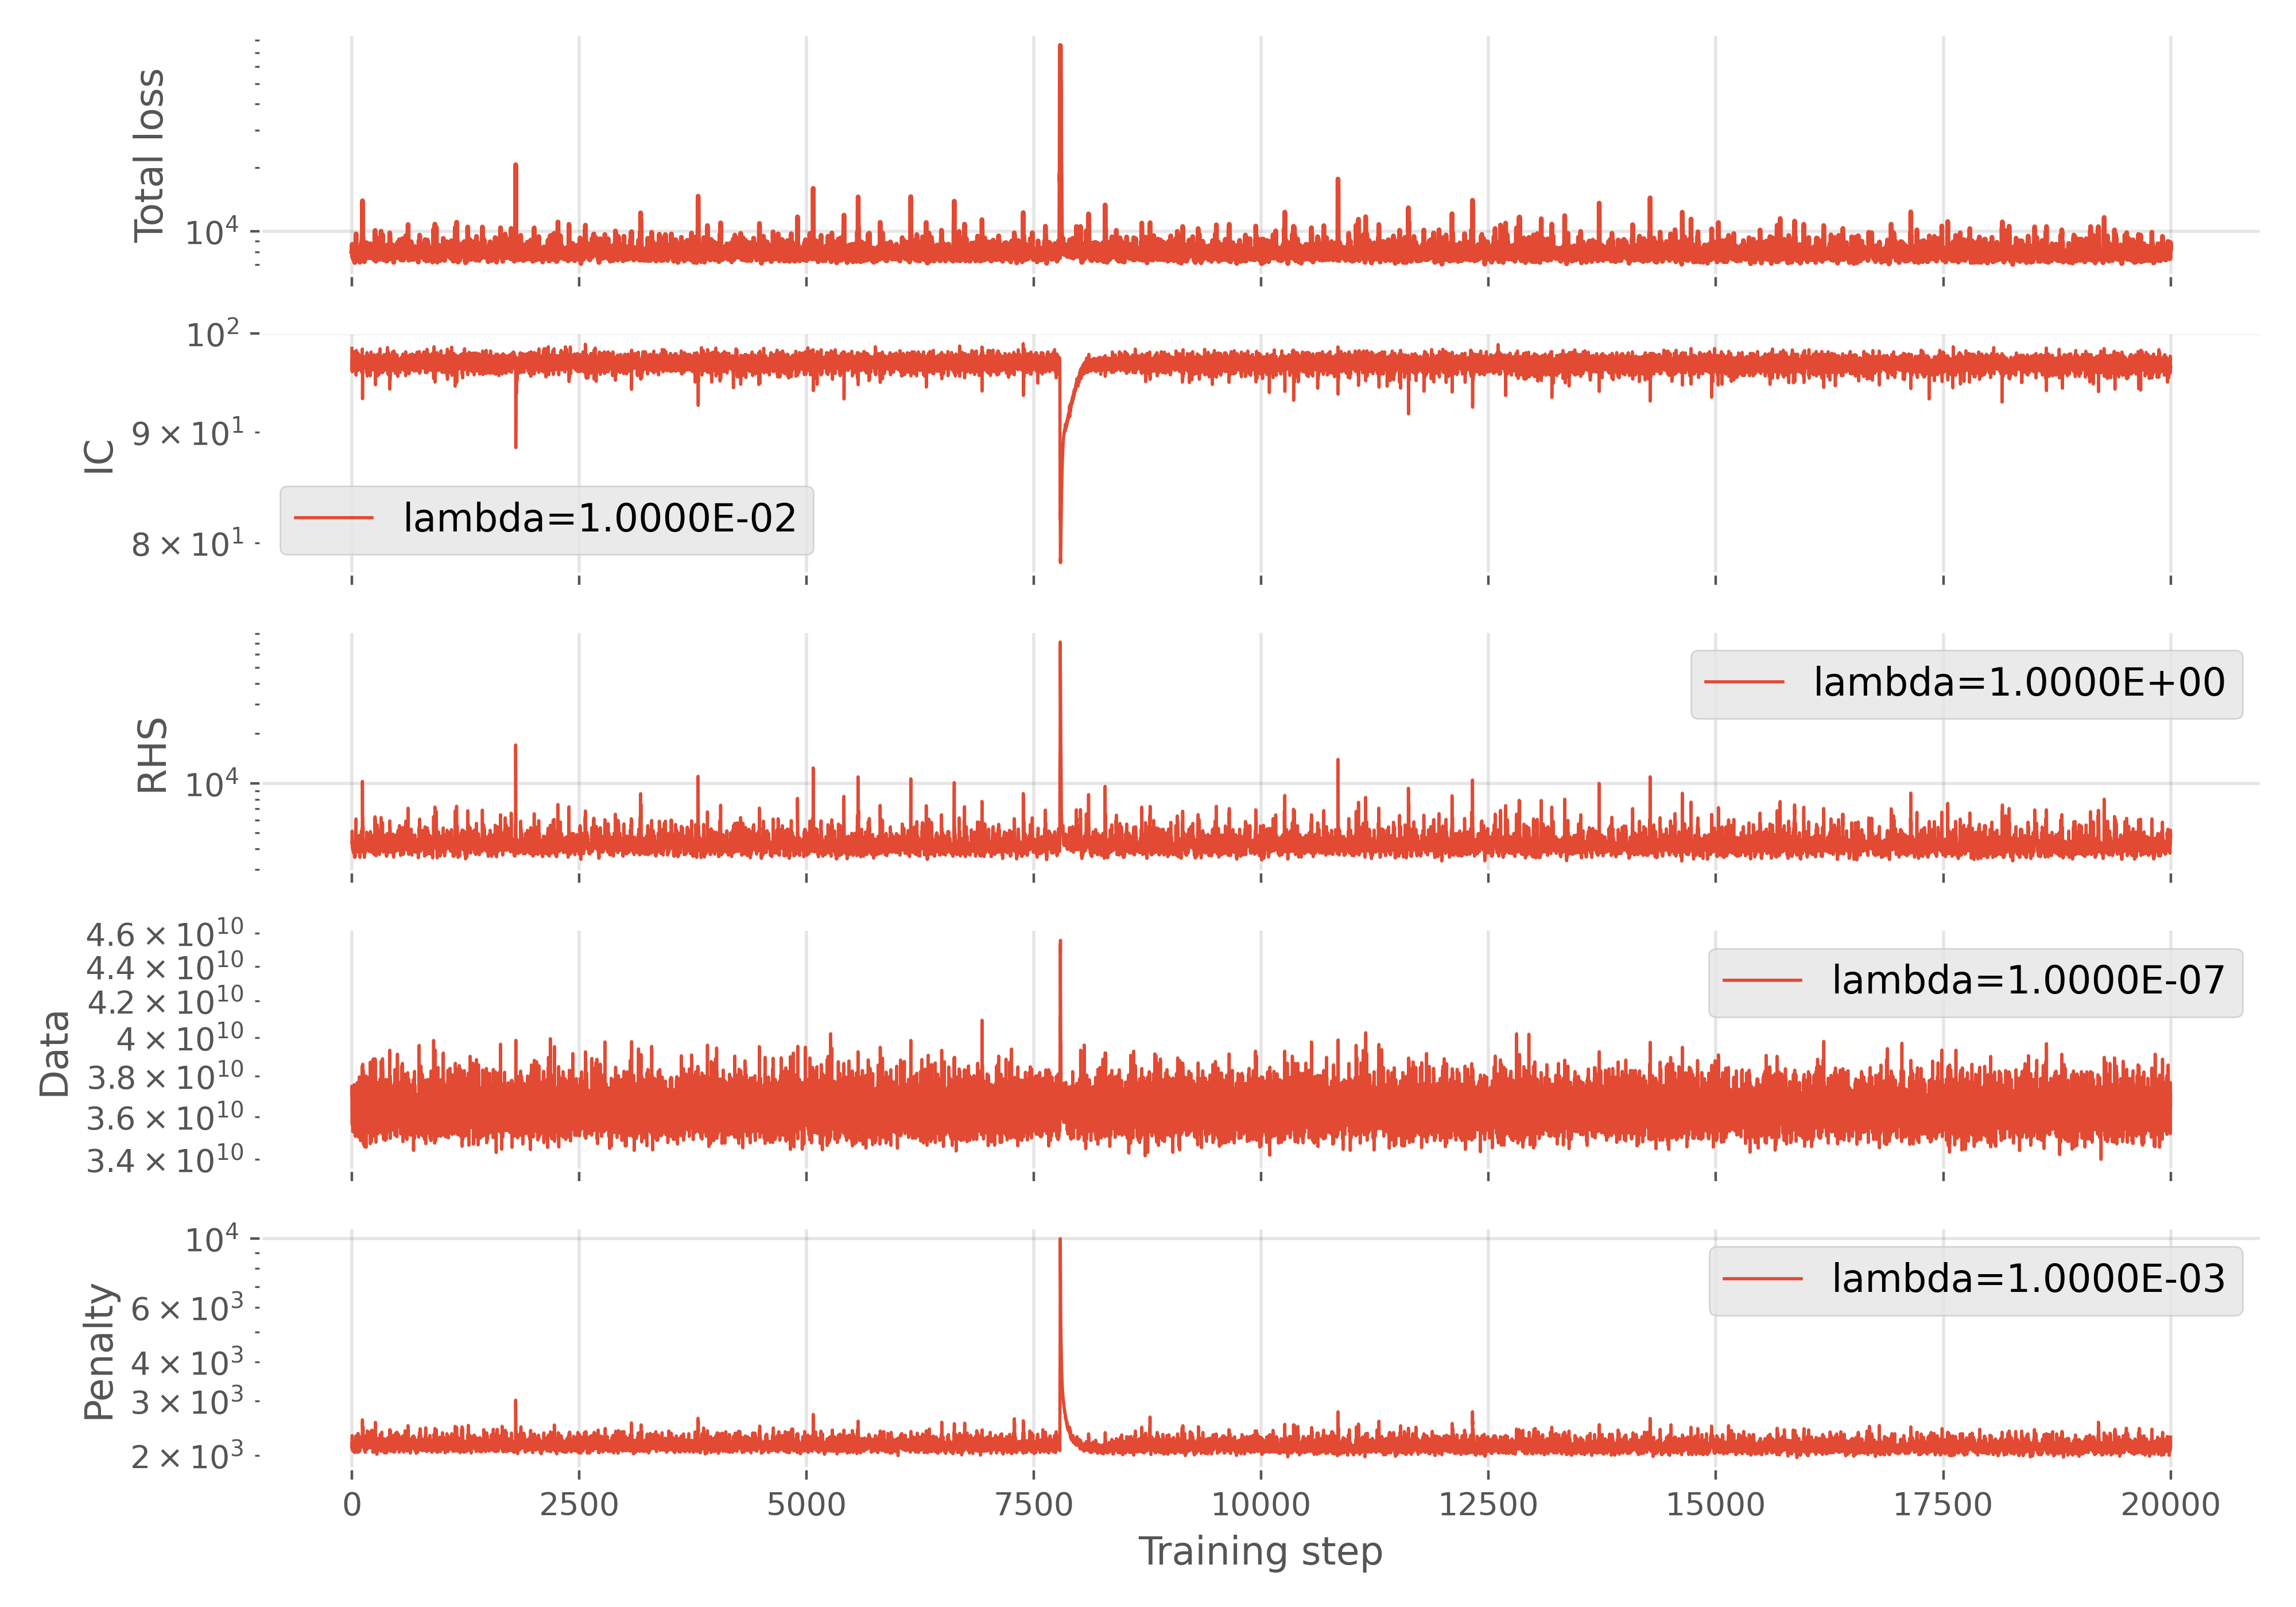 Total loss
10^4
IC
10^2
9 × 10^1
8 × 10^1
lambda=1.0000E-02
RHS
10^4
lambda=1.0000E+00
Data
4.6 × 10^10
4.4 × 10^10
4.2 × 10^10
4 × 10^10
3.8 × 10^10
3.6 × 10^10
3.4 × 10^10
lambda=1.0000E-07
Penalty
10^4
6 × 10^3
4 × 10^3
3 × 10^3
2 × 10^3
lambda=1.0000E-03
0 2500 5000 7500 10000 12500 15000 17500 20000
Training step